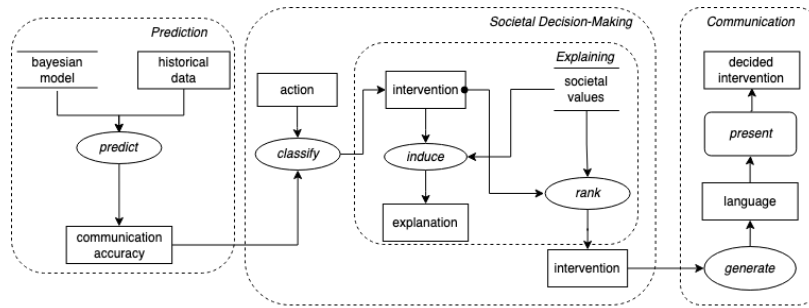 Prediction
bayesian
model
historical
data
predict
communication
accuracy
Societal Decision-Making
action
classify
Explaining
intervention
societal
values
induce
rank
explanation
intervention
Communication
decided
intervention
present
language
generate